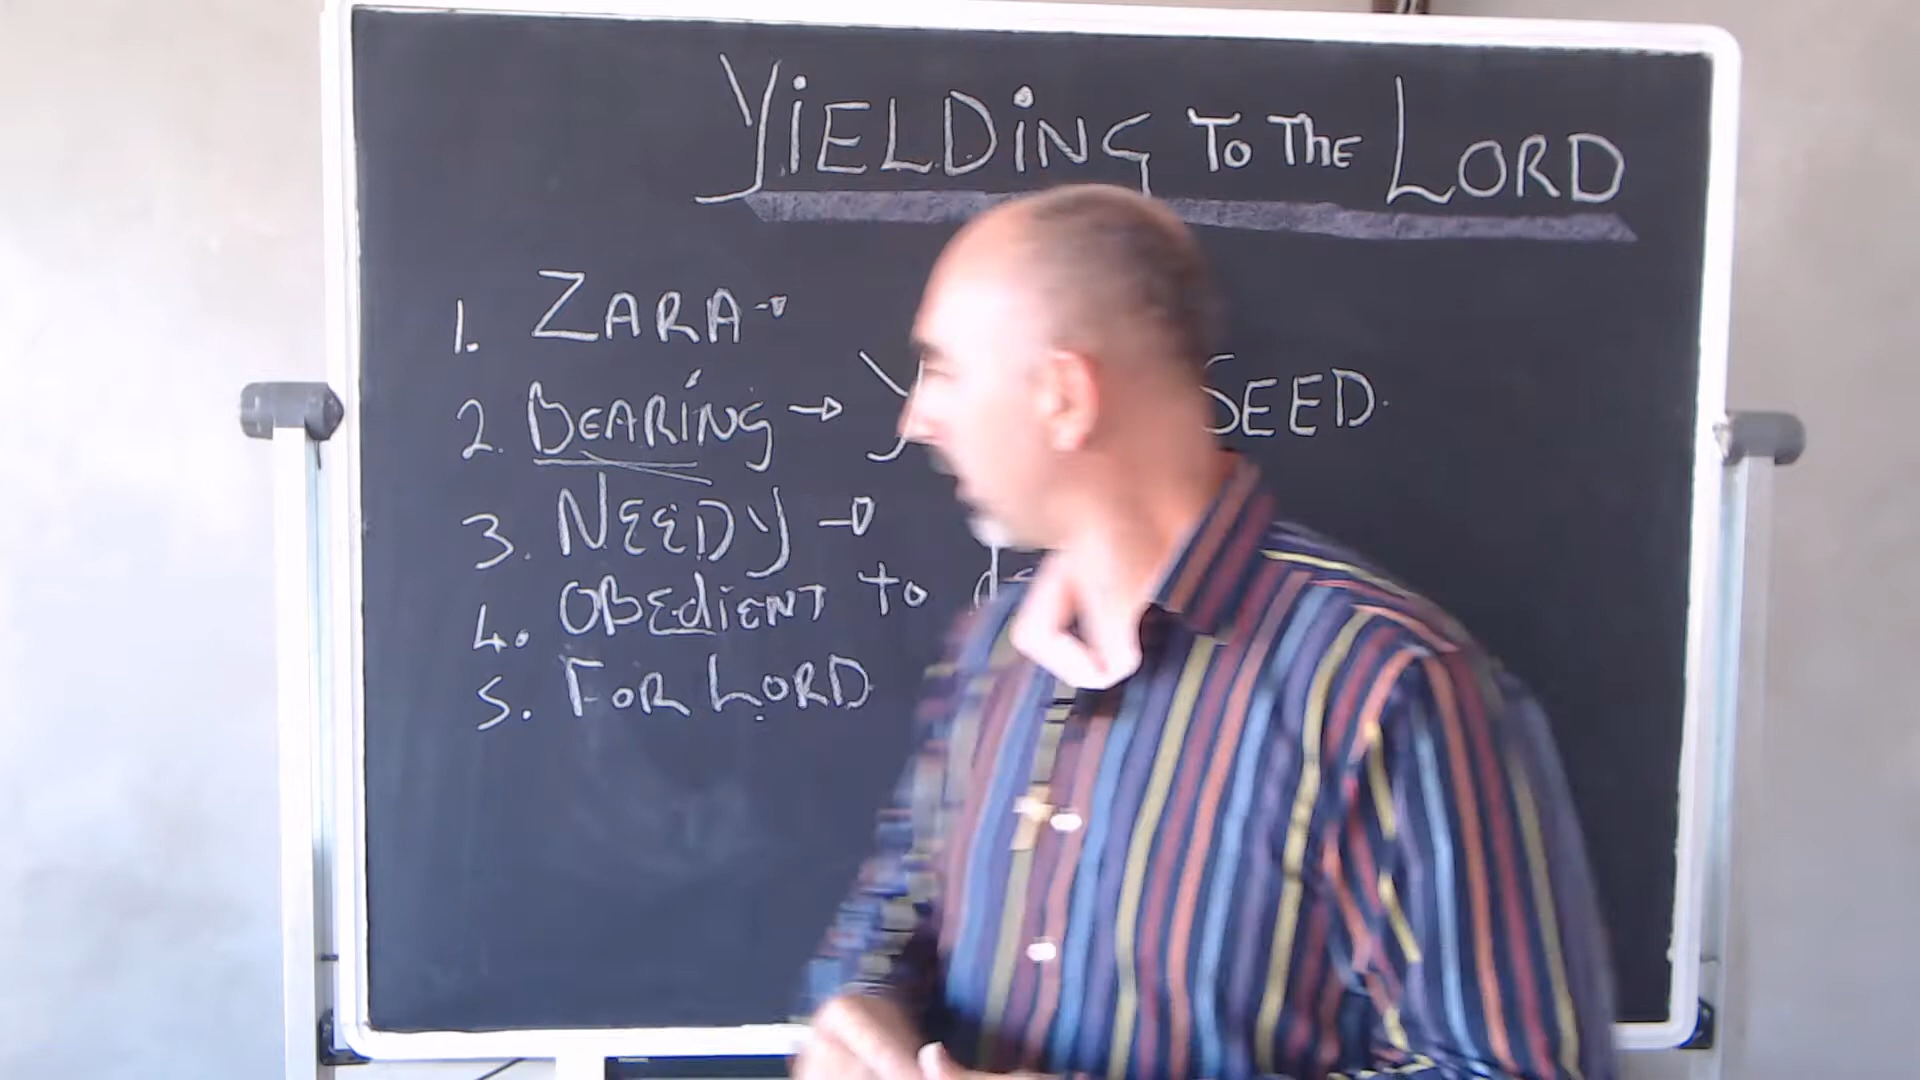 YiELDiNG To The LORD
1. ZARA →
2. BEARiNG → SEED.
3. NEEDY →
4. OBEdiENT to
5. FOR LORD